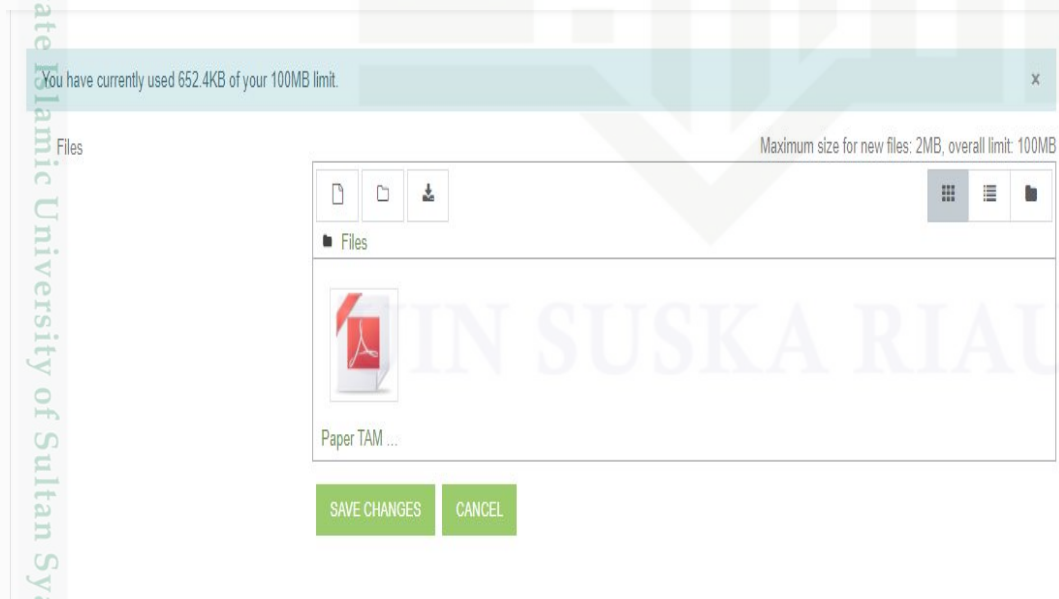 You have currently used 652.4KB of your 100MB limit.
×
Files
Maximum size for new files: 2MB, overall limit: 100MB
Files
Paper TAM ...
SAVE CHANGES
CANCEL
UIN SUSKA RIAU
ate Islamic University of Sultan Sya